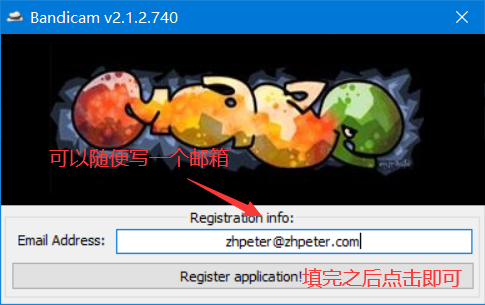 Bandicam v2.1.2.740
可以随便写一个邮箱
Registration info:
Email Address:
zhpeter@zhpeter.com
Register application!
填完之后点击即可